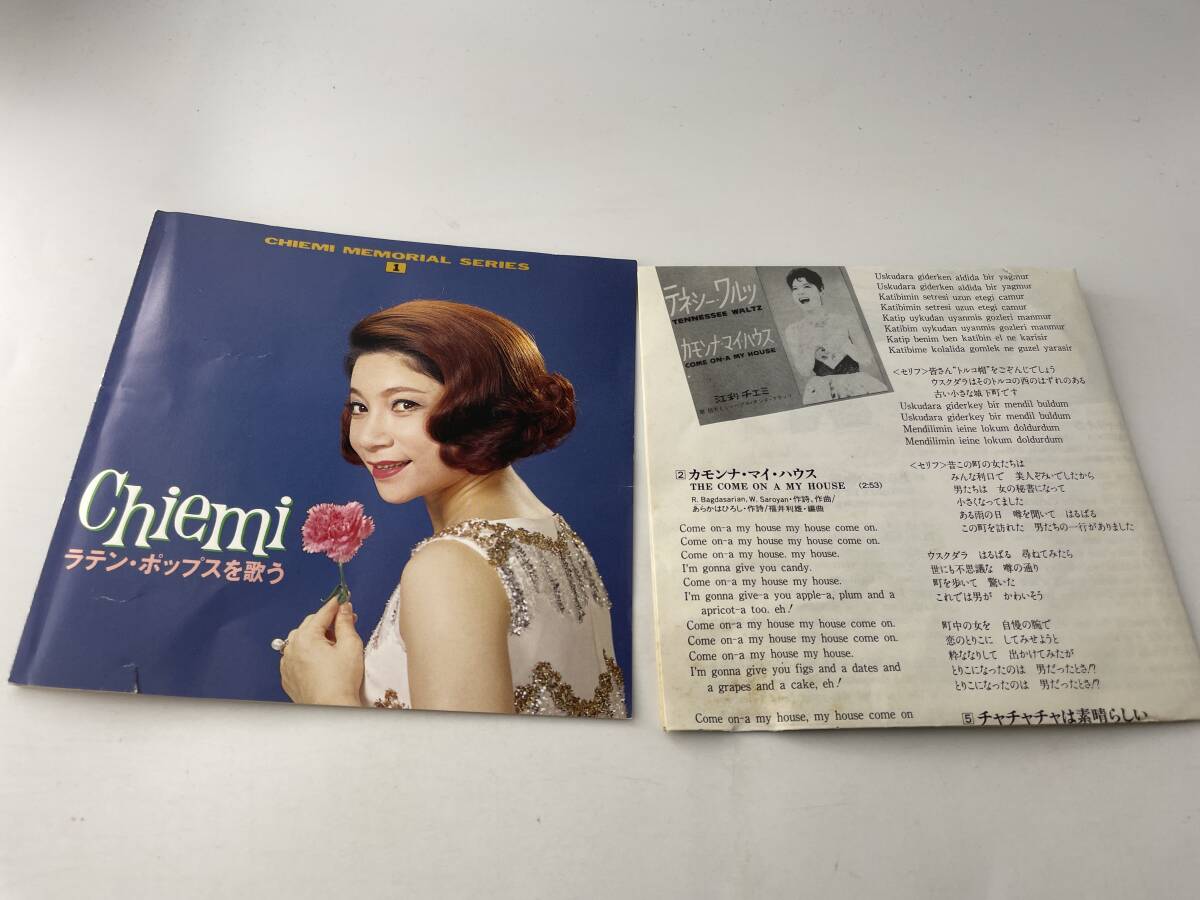 CHIEMI MEMORIAL SERIES
1
Chiemi
ラテン・ポップスを歌う
テネシー・ワルツ
TENNESSEE WALTZ
カモンナ・マイ・ハウス
COME ON-A MY HOUSE
江利チエミ
2 カモンナ・マイ・ハウス
THE COME ON A MY HOUSE (2:53)
R. Bagdasarian, W. Saroyan・作詩、作曲/
あらかはひろし・作詩/福井利雄・編曲
Come on-a my house my house come on.
Come on-a my house my house come on.
Come on-a my house. my house.
I'm gonna give you candy.
Come on-a my house my house.
I'm gonna give-a you apple-a, plum and a
apricot-a too. eh!
Come on-a my house my house come on.
Come on-a my house my house come on.
Come on-a my house my house.
I'm gonna give you figs and a dates and
a grapes and a cake, eh!
Come on-a my house, my house come on
Uskudara giderken aldida bir yagmur
Uskudara giderken aldida bir yagmur
Katibimin setresi uzun etegi camur
Katibimin setresi uzun etegi camur
Katip uykudan uyanmis gozleri manmur
Katibim uykudan uyanmis gozleri manmur
Katip benim ben katibin el ne karisir
Katibime kolalida gomlek ne guzel yarasir
<セリフ>皆さん“トルコ帽”をごぞんじでしょう
ウスクダラはそのトルコの西のはずれのある
古い小さな城下町です
Uskudara giderkey bir mendil buldum
Uskudara giderkey bir mendil buldum
Mendilimin ieine lokum doldurdum
Mendilimin ieine lokum doldurdum
<セリフ>昔この町の女たちは
みんな利口で 美人ぞろいでしたから
男たちは 女の秘書になって
小さくなってました
ある雨の日 噂を聞いて はるばる
この町を訪れた 男たちの一行がありました
ウスクダラ はるばる 尋ねてみたら
世にも不思議な 噂の通り
町を歩いて 驚いた
これでは男が かわいそう
町中の女を 自慢の腕で
恋のとりこに してみせようと
粋ななりして 出かけてみたが
とりこになったのは 男だったとさ!?
とりこになったのは 男だったとさ!?
5 チャチャチャは素晴らしい